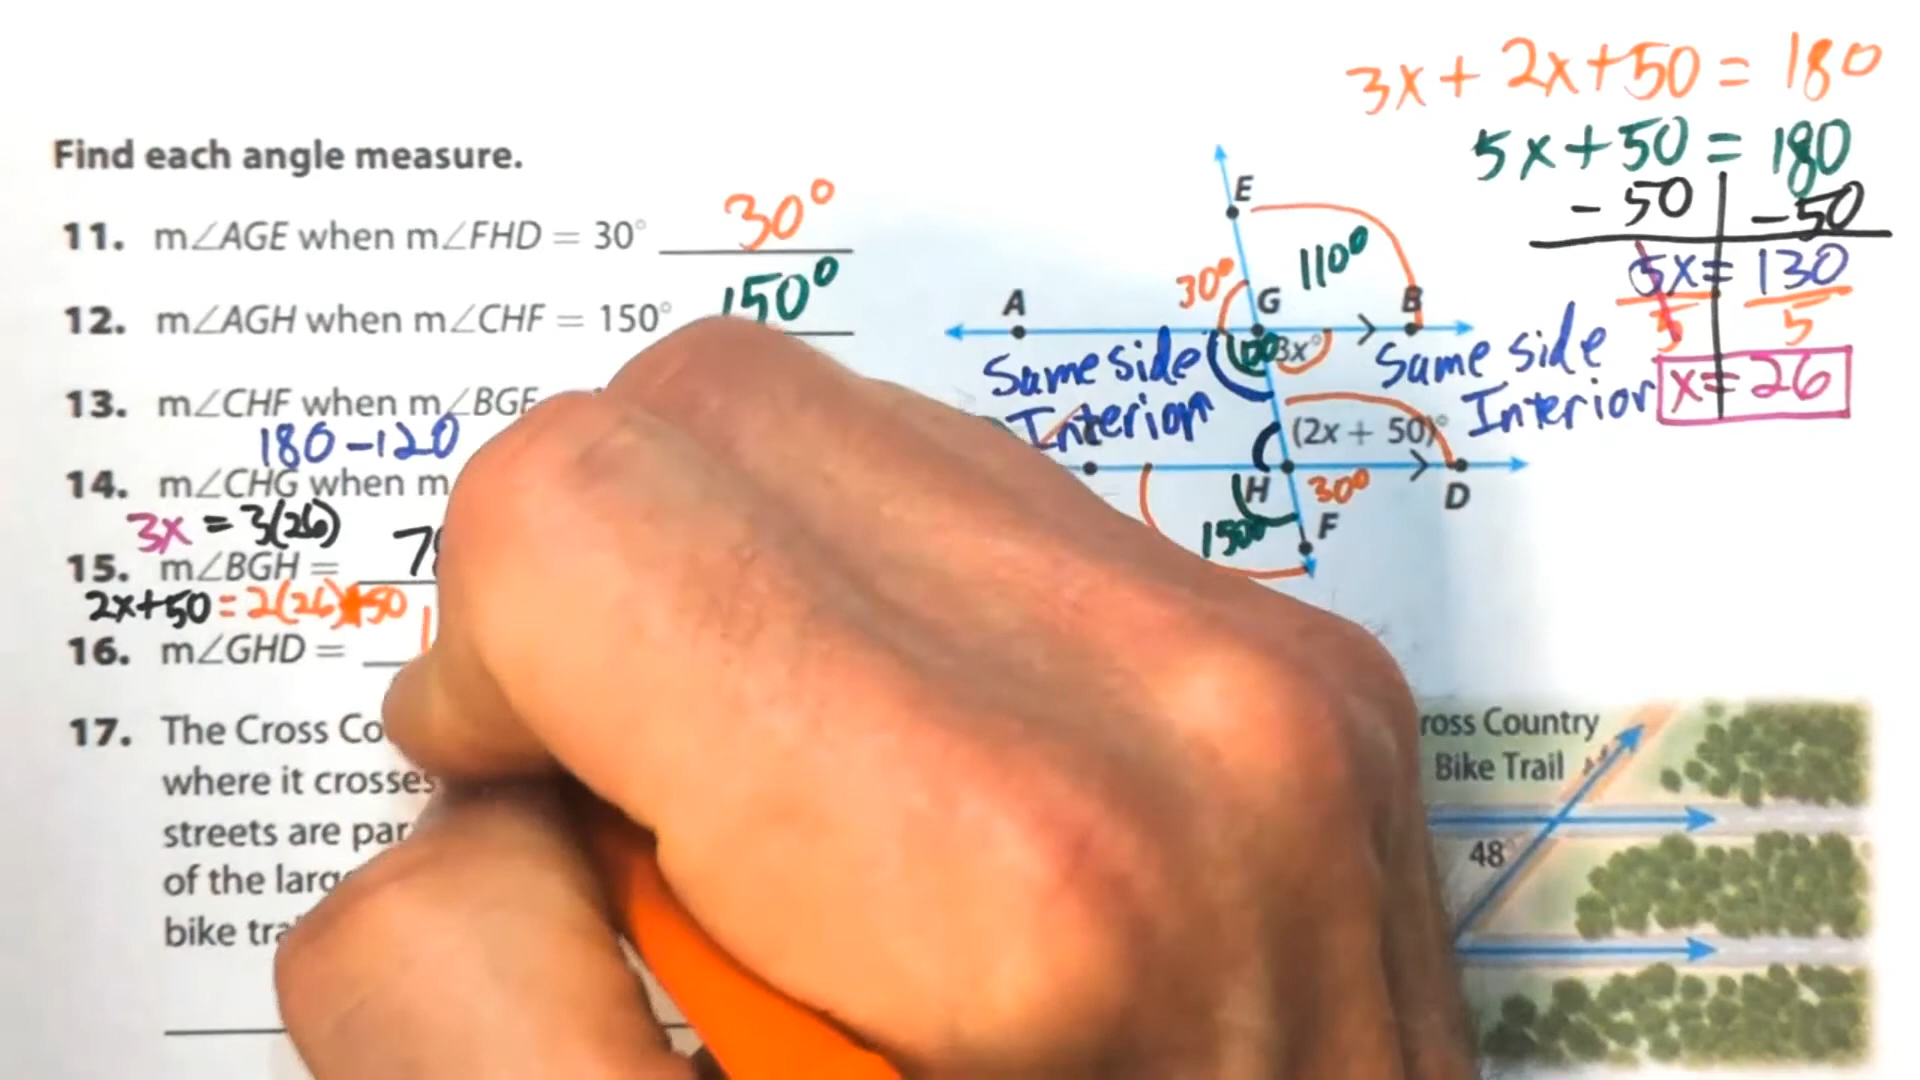 3x + 2x + 50 = 180
5x + 50 = 180
- 50 | - 50
5x = 130
5 5
x = 26
Find each angle measure.
11. m∠AGE when m∠FHD = 30° 30°
12. m∠AGH when m∠CHF = 150° 150°
13. m∠CHF when m∠BGE
180 - 120
14. m∠CHG when m
3x = 3(26)
15. m∠BGH =
2x+50 = 2(26)+50
16. m∠GHD =
17. The Cross Co
where it crosses
streets are par
of the larg
bike tra
E
110°
30°
G
A
B
3x°
Same side
Interior
Same side
Interior
(2x + 50)°
H
30°
D
150°
F
ross Country
Bike Trail
48